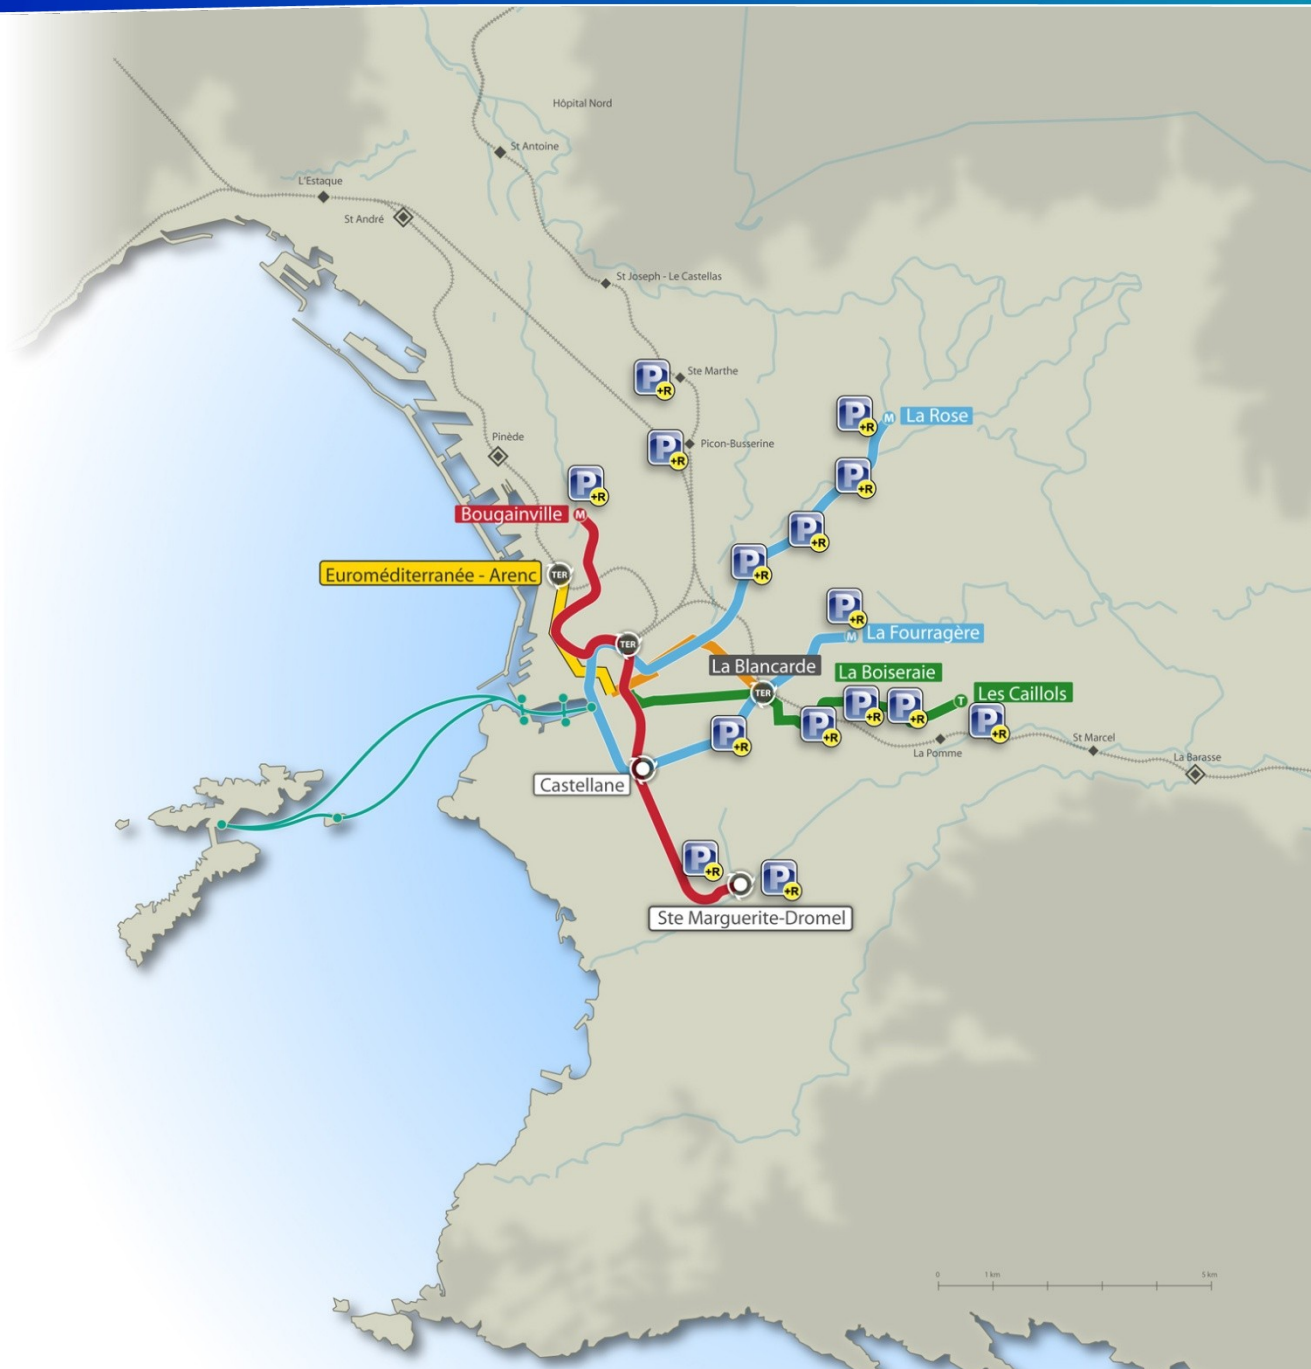 Hôpital Nord
St Antoine
L'Estaque
St André
St Joseph - Le Castellas
P +R
Ste Marthe
P +R
La Rose
M
Pinède
P +R
Picon-Busserine
P +R
P +R
Bougainville
M
P +R
P +R
Euroméditerranée - Arenc
TER
P +R
M
La Fourragère
TER
La Blancarde
TER
La Boiseraie
T
Les Caillols
P +R
P +R
P +R
P +R
P +R
St Marcel
La Pomme
La Barasse
Castellane
P +R
P +R
Ste Marguerite-Dromel
0
1 km
5 km